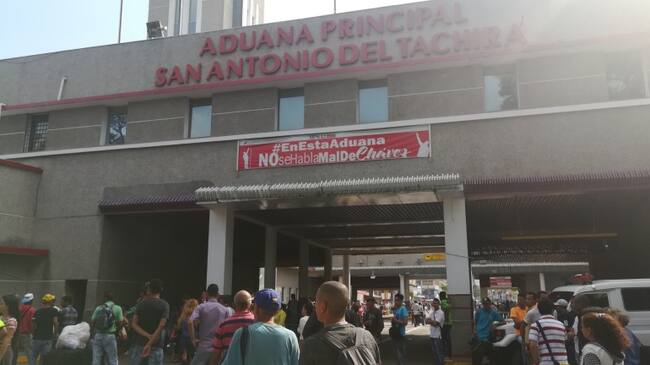 ADUANA PRINCIPAL
SAN ANTONIO DEL TACHIRA
#EnEstaAduana
NOseHablaMalDeChávez